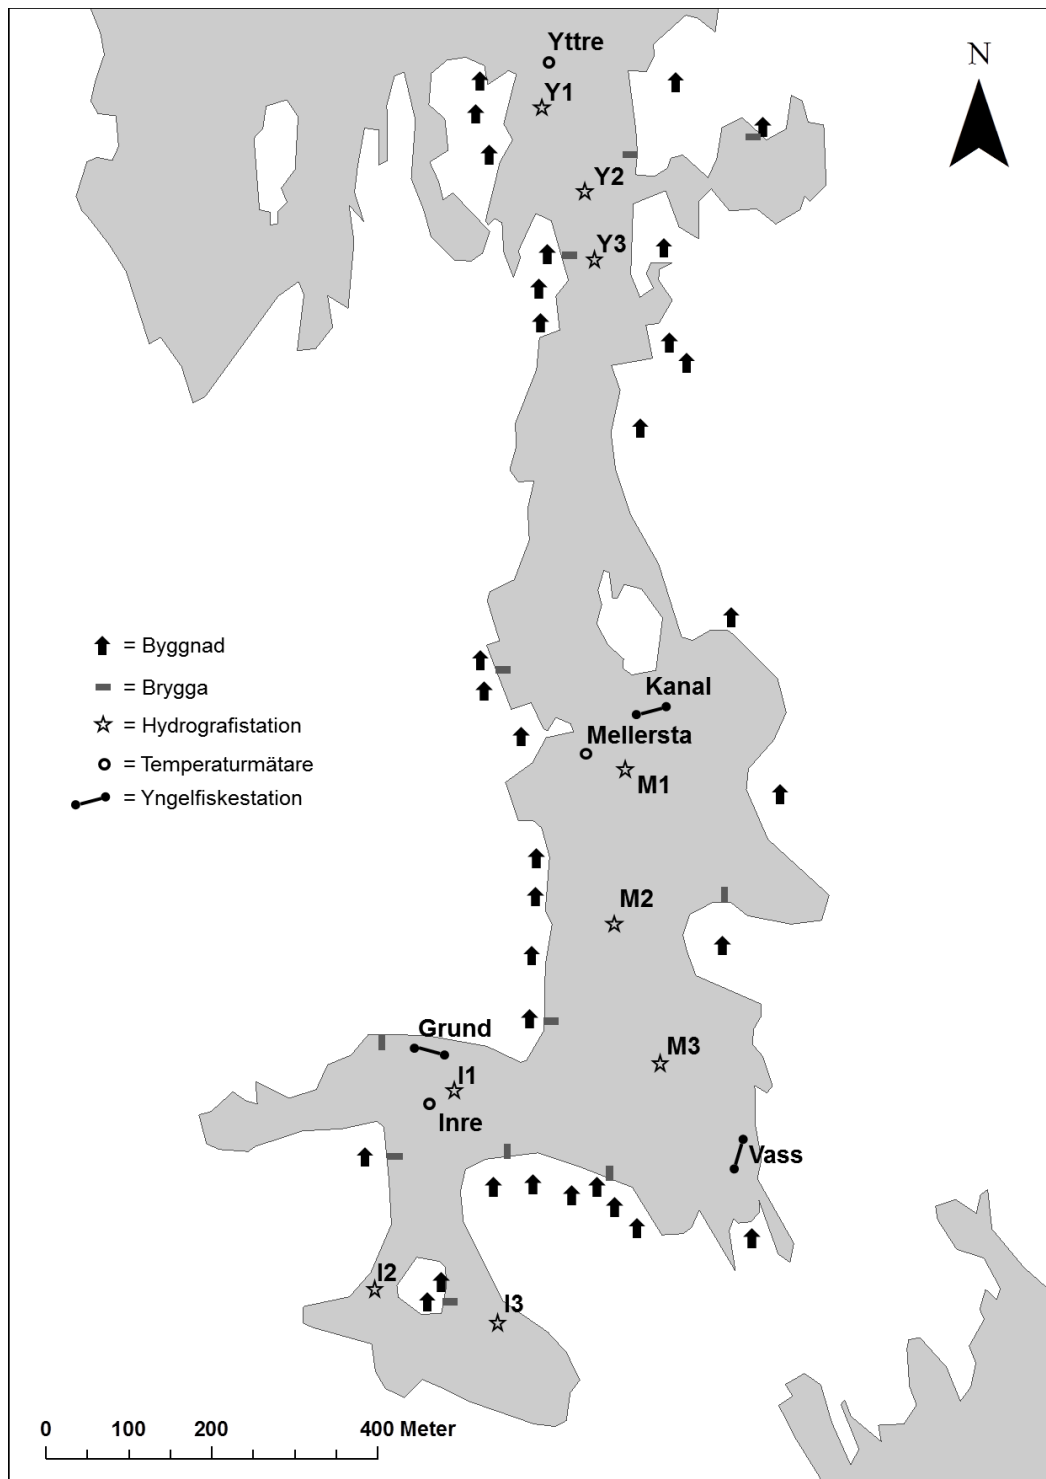 Yttre
N
Y1
Y2
Y3
= Byggnad
= Brygga
= Hydrografistation
= Temperaturmätare
= Yngelfiskestation
Kanal
Mellersta
M1
M2
Grund
M3
I1
Inre
Vass
I2
I3
0 100 200 400 Meter